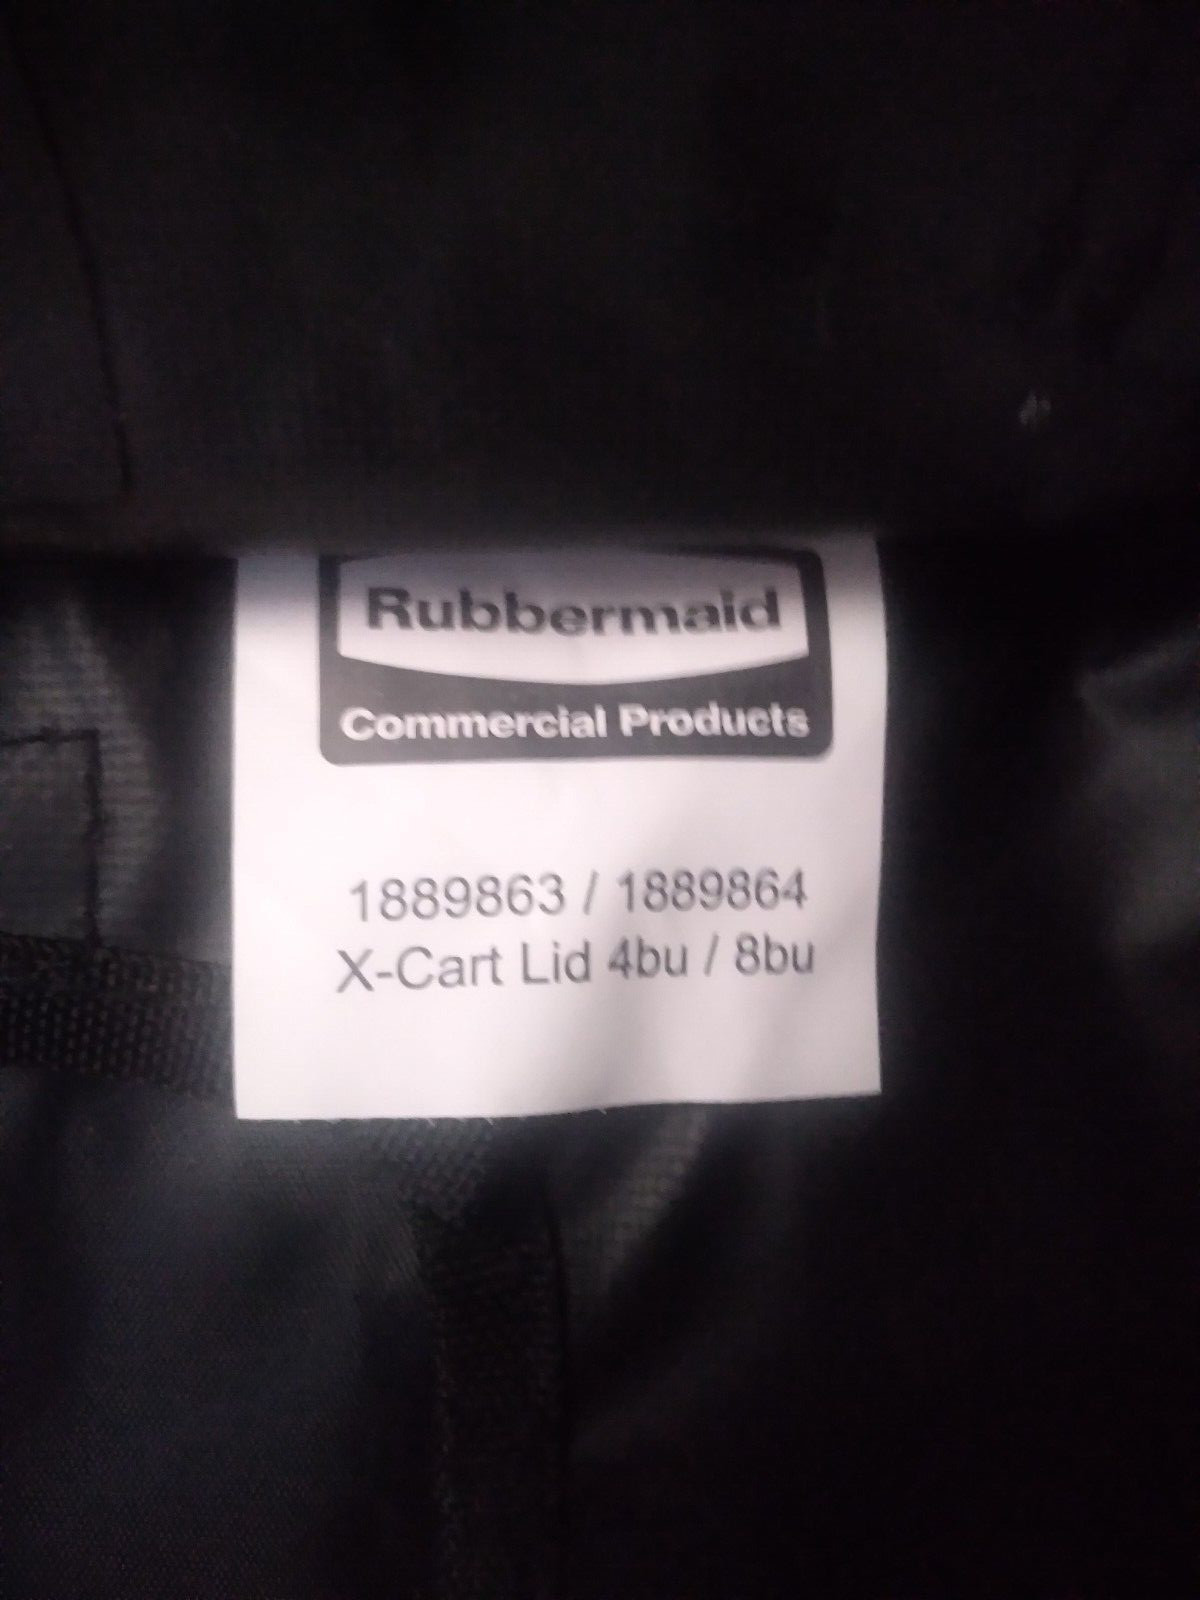 Rubbermaid
Commercial Products
1889863 / 1889864
X-Cart Lid 4bu / 8bu